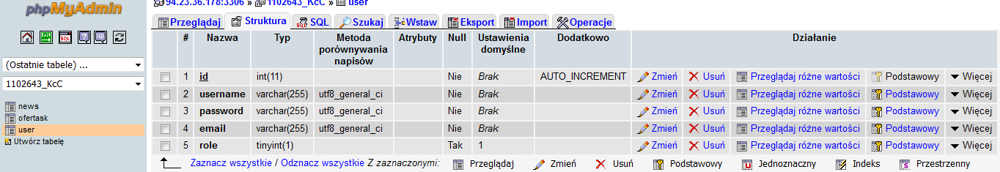 phpMyAdmin
94.23.36.178:3306 » 1102643_KcC » user
Przeglądaj Struktura SQL Szukaj Wstaw Eksport Import Operacje
Exit SQL SQL
(Ostatnie tabele) ...
1102643_KcC
news
ofertask
user
Utwórz tabelę
# Nazwa Typ Metoda porównywania napisów Atrybuty Null Ustawienia domyślne Dodatkowo Działanie
1 id int(11) Nie Brak AUTO_INCREMENT Zmień Usuń Przeglądaj różne wartości Podstawowy Więcej
2 username varchar(255) utf8_general_ci Nie Brak Zmień Usuń Przeglądaj różne wartości Podstawowy Więcej
3 password varchar(255) utf8_general_ci Nie Brak Zmień Usuń Przeglądaj różne wartości Podstawowy Więcej
4 email varchar(255) utf8_general_ci Nie Brak Zmień Usuń Przeglądaj różne wartości Podstawowy Więcej
5 role tinyint(1) Tak 1 Zmień Usuń Przeglądaj różne wartości Podstawowy Więcej
Zaznacz wszystkie / Odznacz wszystkie Z zaznaczonymi: Przeglądaj Zmień Usuń Podstawowy Jednoznaczny Indeks Przestrzenny